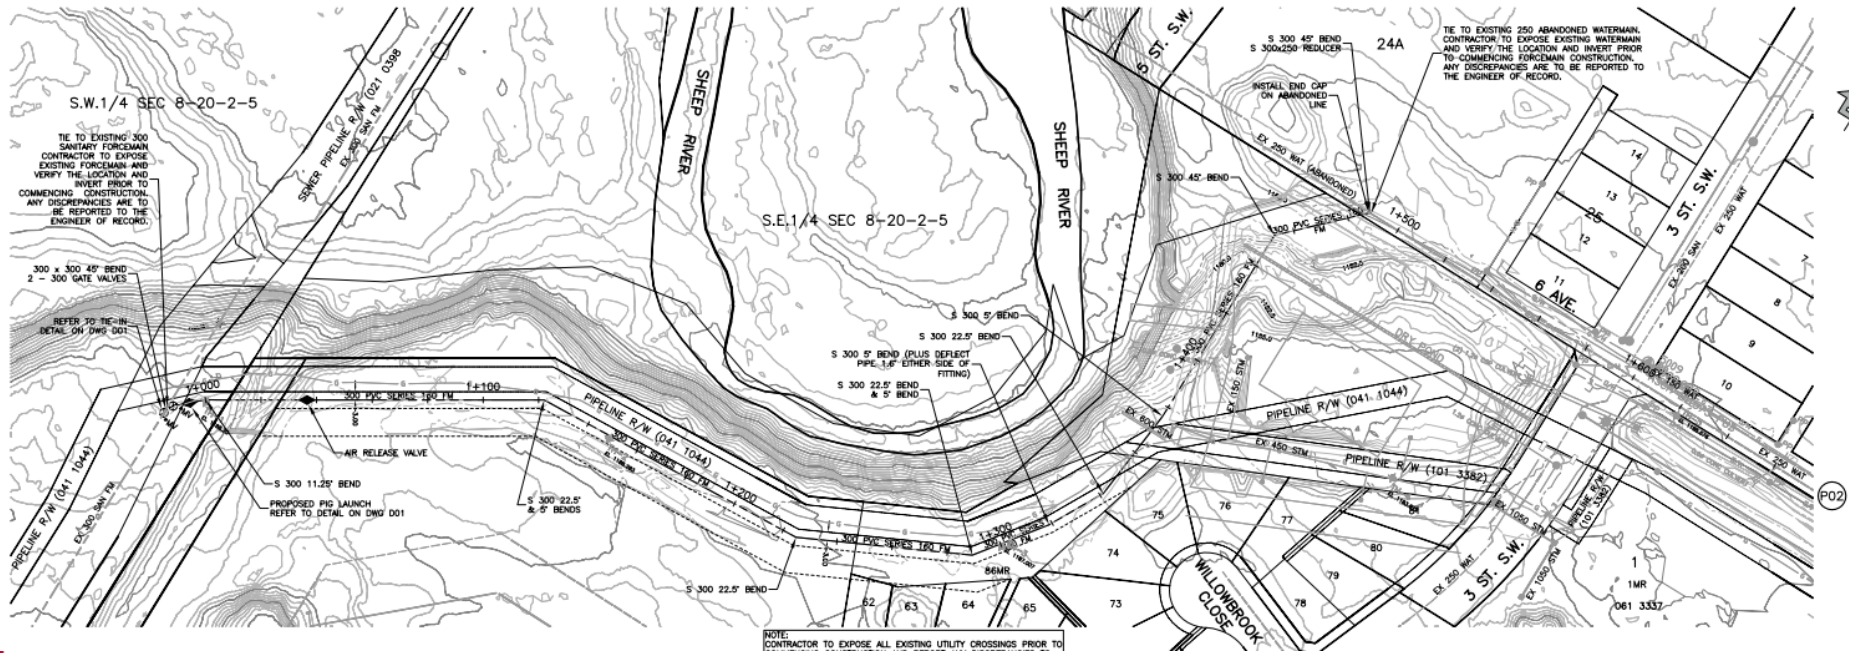 S.W.1/4 SEC 8-20-2-5
TIE TO EXISTING 300
SANITARY FORCEMAIN
CONTRACTOR TO EXPOSE
EXISTING FORCEMAIN AND
VERIFY THE LOCATION AND
INVERT PRIOR TO
COMMENCING CONSTRUCTION.
ANY DISCREPANCIES ARE TO
BE REPORTED TO THE
ENGINEER OF RECORD.
300 x 300 45° BEND
2 - 300 GATE VALVES
REFER TO TIE-IN
DETAIL ON DWG D01
SEWER PIPELINE R/W (021 0398)
SHEEP RIVER
S.E.1/4 SEC 8-20-2-5
SHEEP RIVER
5 ST. S.W.
S 300 45° BEND
S 300x250 REDUCER
24A
TIE TO EXISTING 250 ABANDONED WATERMAIN.
CONTRACTOR TO EXPOSE EXISTING WATERMAIN
AND VERIFY THE LOCATION AND INVERT PRIOR
TO COMMENCING FORCEMAIN CONSTRUCTION.
ANY DISCREPANCIES ARE TO BE REPORTED TO
THE ENGINEER OF RECORD.
INSTALL END CAP
ON ABANDONED
LINE
EX 250 WAT (ABANDONED)
S 300 45° BEND
300 PVC SERIES 160
FM
1+500
14
13
25
12
11
6 AVE.
3 ST. S.W.
EX 200 SAN
EX 250 WAT
7
8
9
10
S 300 5° BEND
S 300 22.5° BEND
S 300 5° BEND (PLUS DEFLECT
PIPE 1.6° EITHER SIDE OF
FITTING)
S 300 22.5° BEND
& 5° BEND
1+400
300 PVC SERIES 160 FM
DRY POND
EX 150 STM
EX 600 STM
EX 450 STM
PIPELINE R/W (041 1044)
PIPELINE R/W (101 3382)
EX 150 WAT
EX 250 WAT
P02
1+000
300 PVC SERIES 160 FM
1+100
PIPELINE R/W (041 1044)
300 PVC SERIES 160 FM
1+200
AIR RELEASE VALVE
S 300 11.25° BEND
PROPOSED PIG LAUNCH
REFER TO DETAIL ON DWG D01
S 300 22.5°
& 5° BENDS
PIPELINE R/W (041 1044)
EX 300 SAN FM
300 PVC SERIES 160 FM
1+300
S 300 22.5° BEND
86MR
62
63
64
65
73
74
75
76
77
78
79
80
WILLOWBROOK
CLOSE
EX 250 WAT
3 ST. S.W.
EX 1050 STM
EX 1050 STM
PIPELINE R/W
(101 3382)
1
1MR
061 3337
NOTE:
CONTRACTOR TO EXPOSE ALL EXISTING UTILITY CROSSINGS PRIOR TO